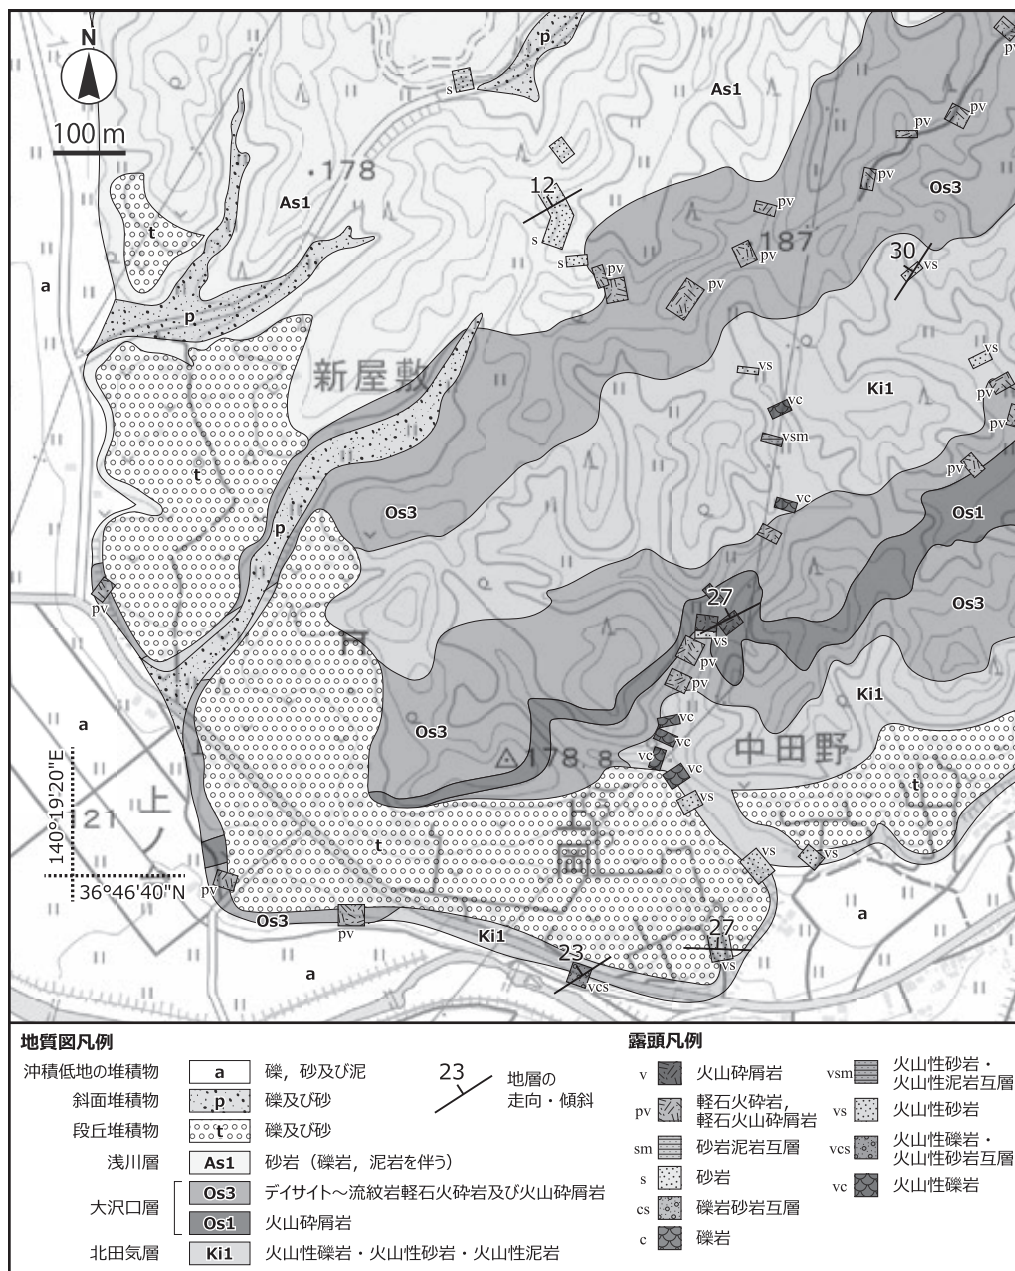 N
100 m
p
s
As1
pv
pv
pv
pv
Os3
・178
As1
12
s
s
pv
pv
187
pv
30
vs
t
a
p
pv
新屋敷
vs
vs
pv
vc
Ki1
pv
vsm
t
pv
vc
Os1
Os3
p
27
pv
vs
Os3
pv
pv
Ki1
a
Os3
vc
vc
vc
vc
中田野
178.8
vs
t
140°19'20"E
21
上ノ
上岡
t
vs
vs
36°46'40"N
pv
a
Os3
pv
Ki1
27
23
vs
vcs
a
地質図凡例
沖積低地の堆積物 a 礫，砂及び泥
斜面堆積物 p 礫及び砂
段丘堆積物 t 礫及び砂
浅川層 As1 砂岩（礫岩，泥岩を伴う）
大沢口層 Os3 デイサイト～流紋岩軽石火砕岩及び火山砕屑岩
Os1 火山砕屑岩
北田気層 Ki1 火山性礫岩・火山性砂岩・火山性泥岩
23 地層の
走向・傾斜
露頭凡例
v 火山砕屑岩
pv 軽石火砕岩，
軽石火山砕屑岩
sm 砂岩泥岩互層
s 砂岩
cs 礫岩砂岩互層
c 礫岩
vsm 火山性砂岩・
火山性泥岩互層
vs 火山性砂岩
vcs 火山性礫岩・
火山性砂岩互層
vc 火山性礫岩